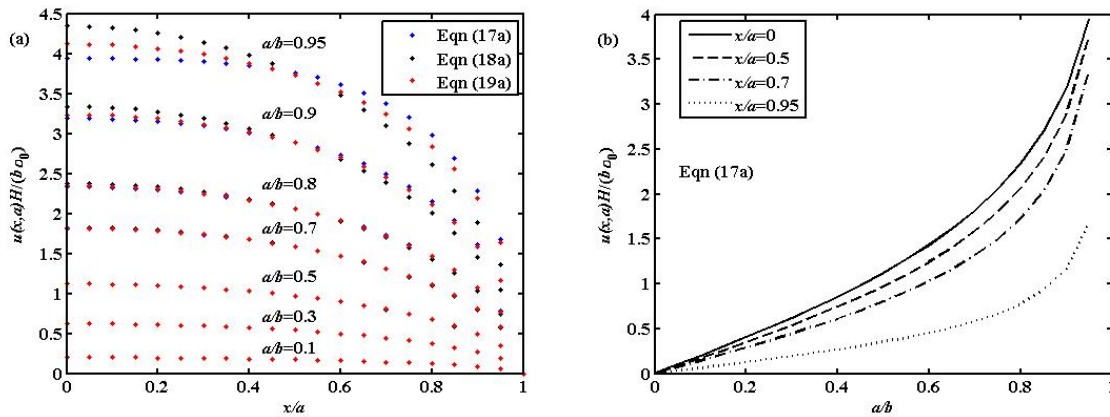 (a)
u(x,a)H/(bσ0)
4.5
4
3.5
3
2.5
2
1.5
1
0.5
0
a/b=0.95
a/b=0.9
a/b=0.8
a/b=0.7
a/b=0.5
a/b=0.3
a/b=0.1
Eqn (17a)
Eqn (18a)
Eqn (19a)
0 0.2 0.4 0.6 0.8 1
x/a
(b)
u(x,a)H/(bσ0)
4
3.5
3
2.5
2
1.5
1
0.5
0
x/a=0
x/a=0.5
x/a=0.7
x/a=0.95
Eqn (17a)
0 0.2 0.4 0.6 0.8 1
a/b